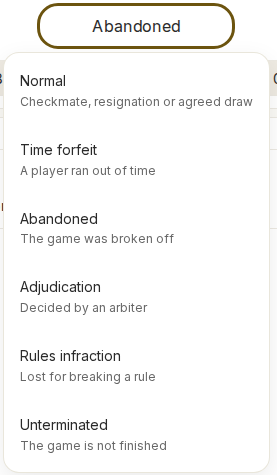 Abandoned
Normal
Checkmate, resignation or agreed draw
Time forfeit
A player ran out of time
Abandoned
The game was broken off
Adjudication
Decided by an arbiter
Rules infraction
Lost for breaking a rule
Unterminated
The game is not finished